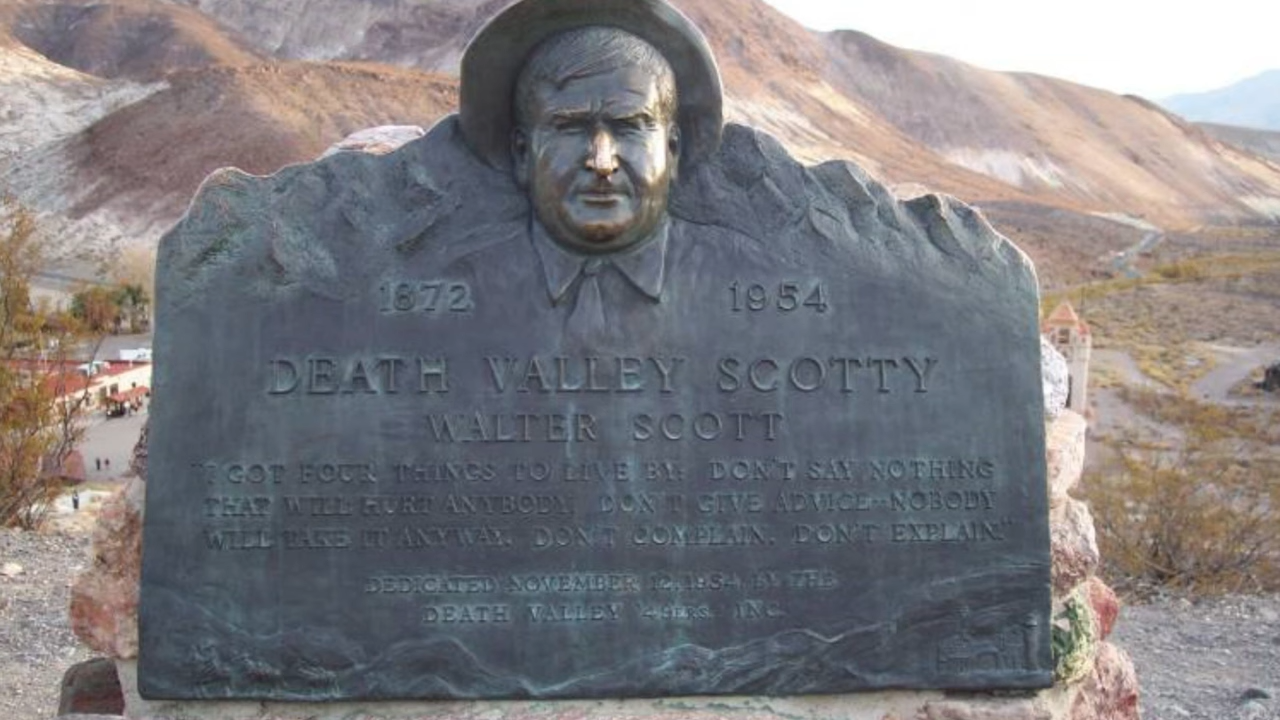 1872 1954
DEATH VALLEY SCOTTY
WALTER SCOTT
"I GOT FOUR THINGS TO LIVE BY: DON'T SAY NOTHING
THAT WILL HURT ANYBODY. DON'T GIVE ADVICE--NOBODY
WILL TAKE IT ANYWAY. DON'T COMPLAIN. DON'T EXPLAIN."
DEDICATED NOVEMBER 12, 1954, BY THE
DEATH VALLEY '49ERS, INC.